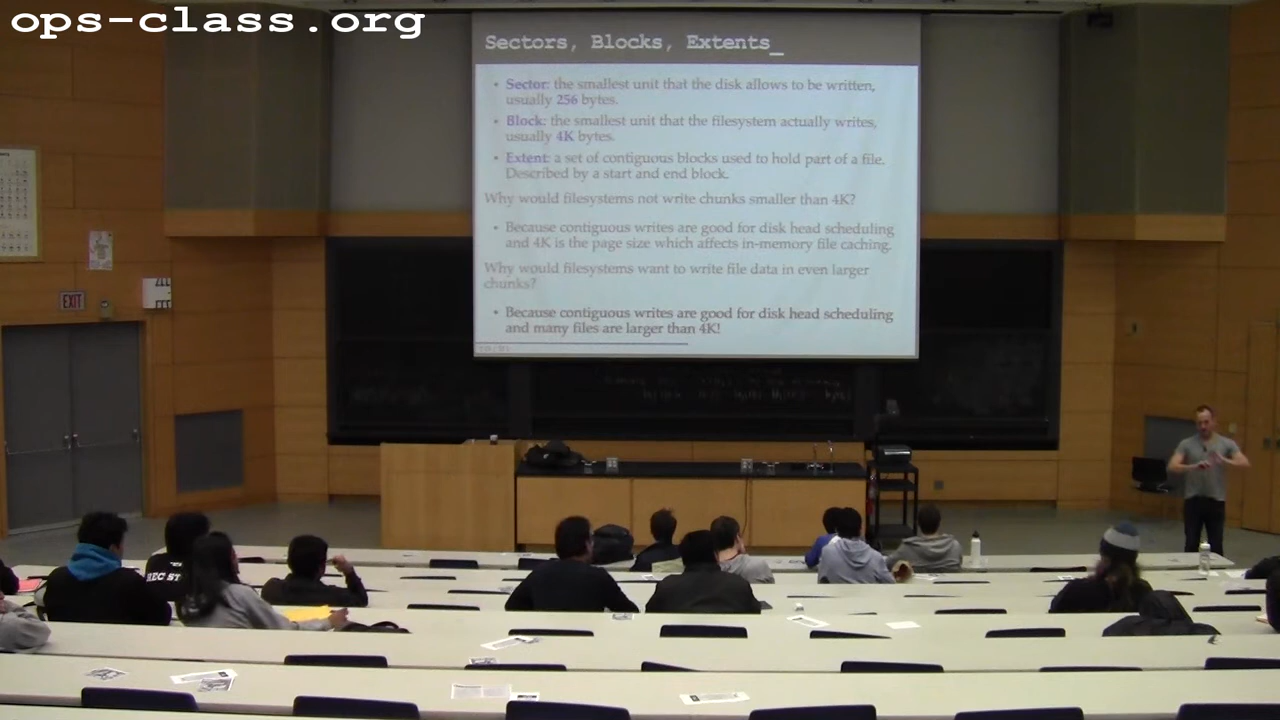 ops-class.org
Sectors, Blocks, Extents_
• Sector: the smallest unit that the disk allows to be written,
usually 256 bytes.
• Block: the smallest unit that the filesystem actually writes,
usually 4K bytes.
• Extent: a set of contiguous blocks used to hold part of a file.
Described by a start and end block.
Why would filesystems not write chunks smaller than 4K?
• Because contiguous writes are good for disk head scheduling
and 4K is the page size which affects in-memory file caching.
Why would filesystems want to write file data in even larger
chunks?
• Because contiguous writes are good for disk head scheduling
and many files are larger than 4K!
EXIT